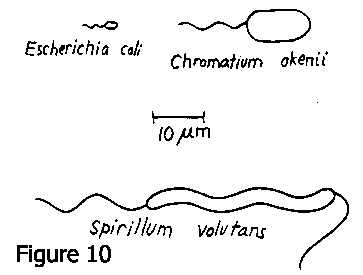 Escherichia coli
Chromatium okenii
10 μm
Spirillum volutans
Figure 10